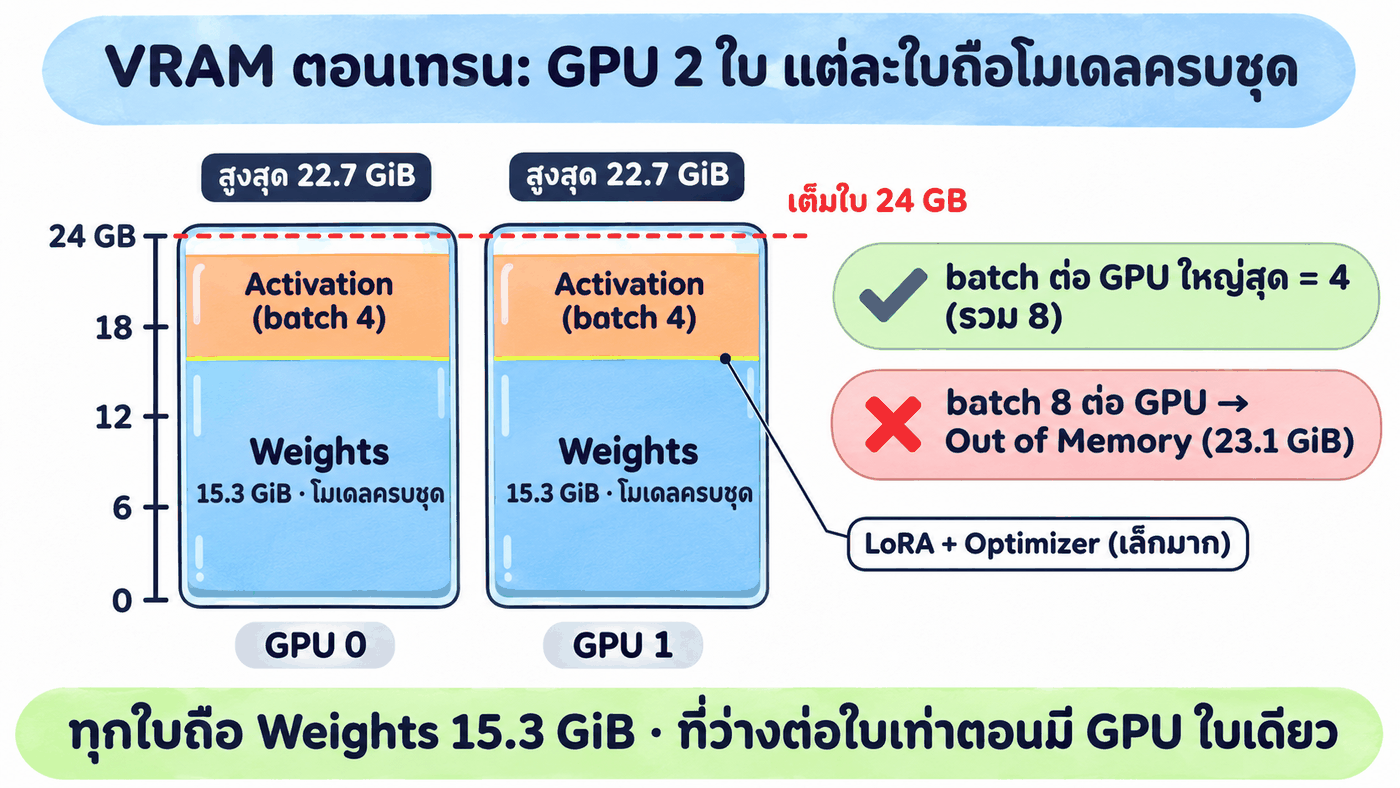 VRAM ตอนเทรน: GPU 2 ใบ แต่ละใบถือโมเดลครบชุด
สูงสุด 22.7 GiB
สูงสุด 22.7 GiB
เต็มใบ 24 GB
24 GB
18
12
6
0
Activation
(batch 4)
Weights
15.3 GiB · โมเดลครบชุด
GPU 0
Activation
(batch 4)
Weights
15.3 GiB · โมเดลครบชุด
GPU 1
batch ต่อ GPU ใหญ่สุด = 4
(รวม 8)
batch 8 ต่อ GPU →
Out of Memory (23.1 GiB)
LoRA + Optimizer (เล็กมาก)
ทุกใบถือ Weights 15.3 GiB · ที่ว่างต่อใบเท่าตอนมี GPU ใบเดียว